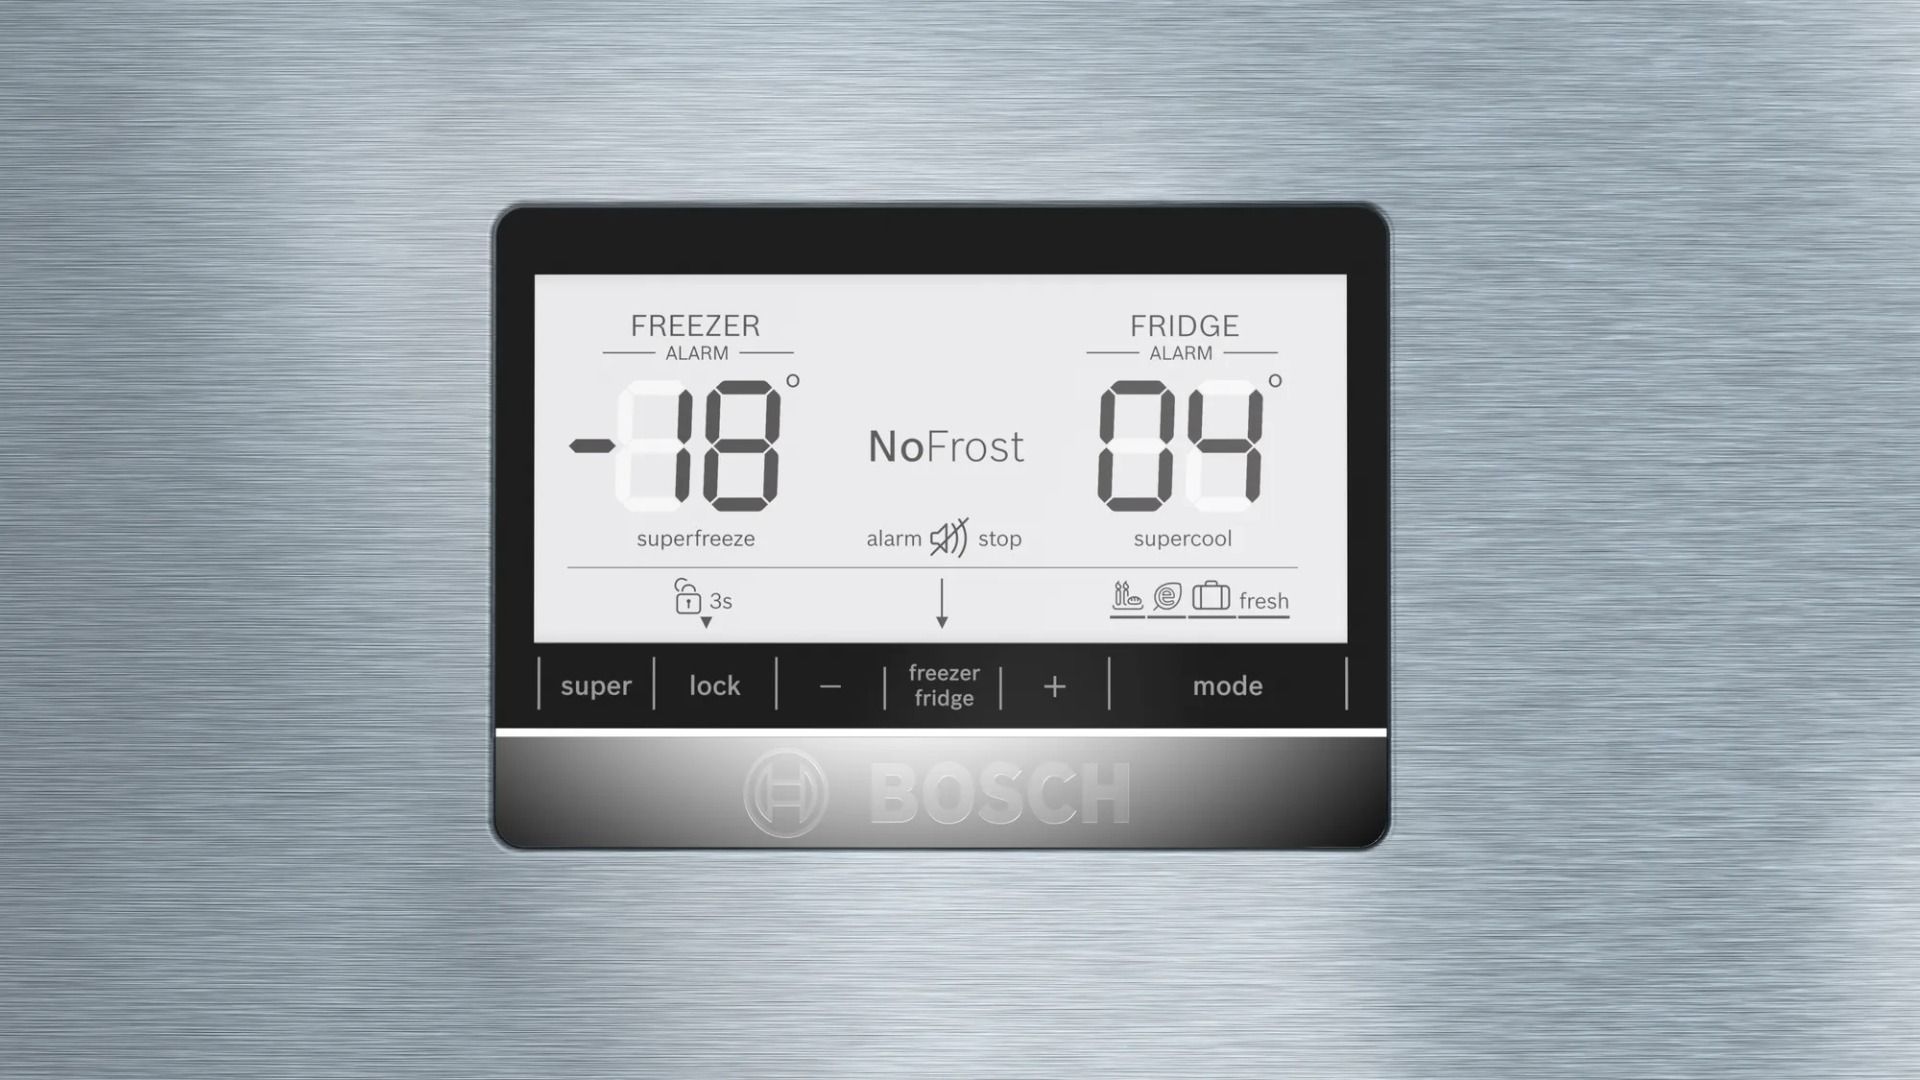 FREEZER
ALARM
-18°
superfreeze
NoFrost
alarm stop
FRIDGE
ALARM
04°
supercool
3s
e
fresh
super
lock
−
freezer
fridge
+
mode
BOSCH